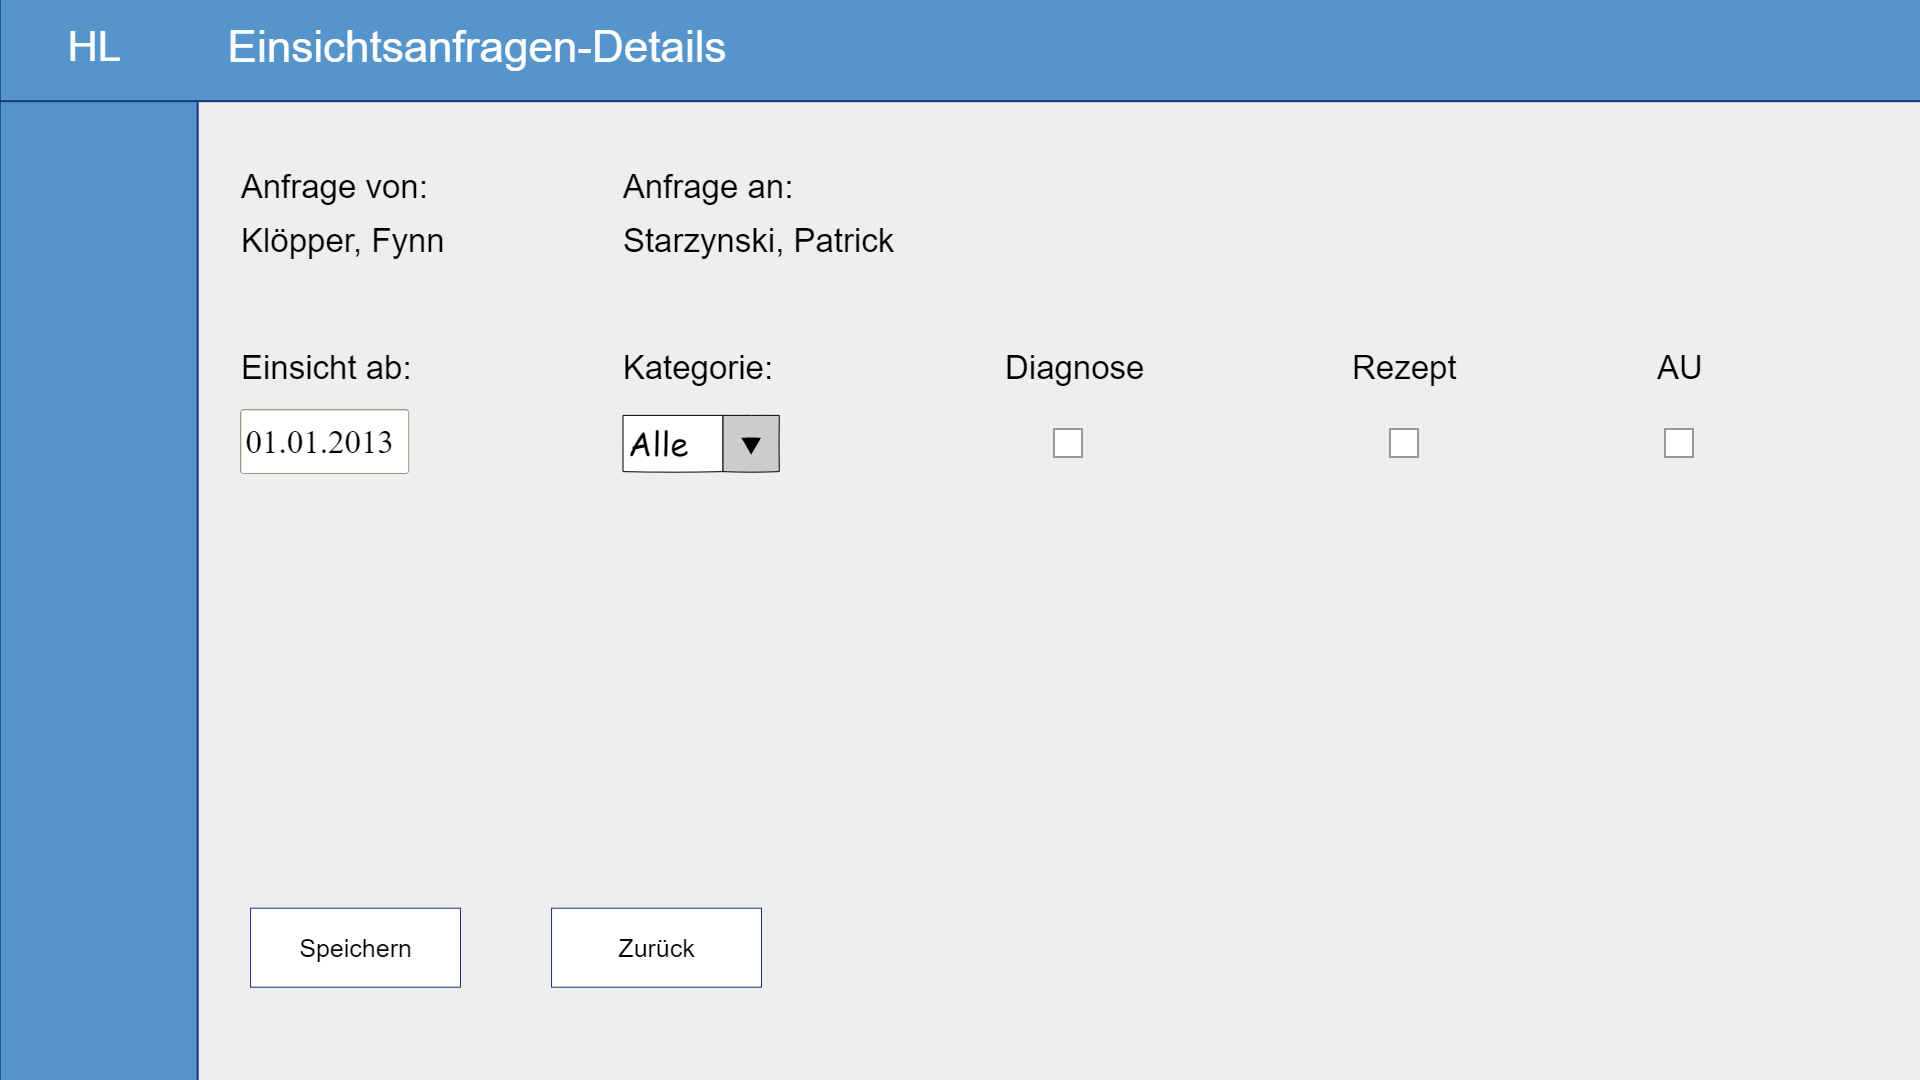 HL Einsichtsanfragen-Details
Anfrage von: Anfrage an:
Klöpper, Fynn Starzynski, Patrick
Einsicht ab: Kategorie: Diagnose Rezept AU
01.01.2013 Alle
Speichern Zurück